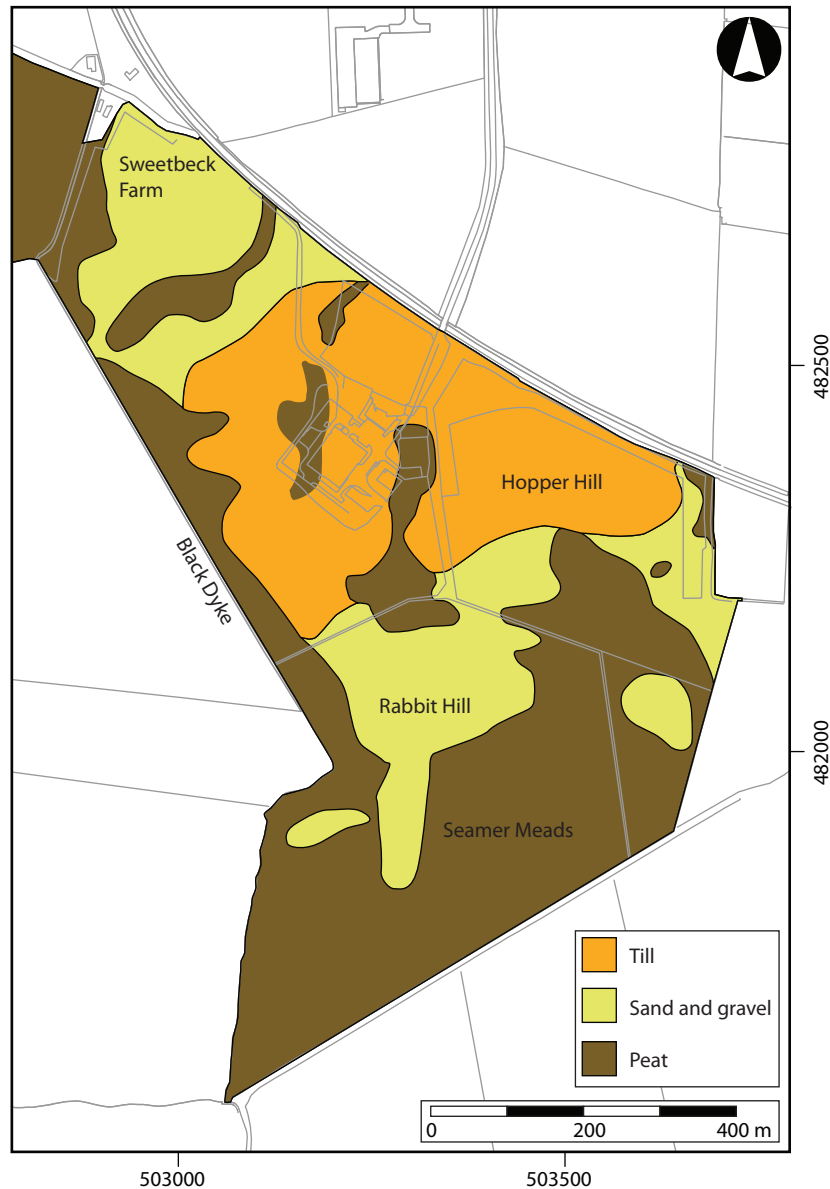 Sweetbeck
Farm
482500
Hopper Hill
Black Dyke
Rabbit Hill
482000
Seamer Meads
Till
Sand and gravel
Peat
0 200 400 m
503000 503500